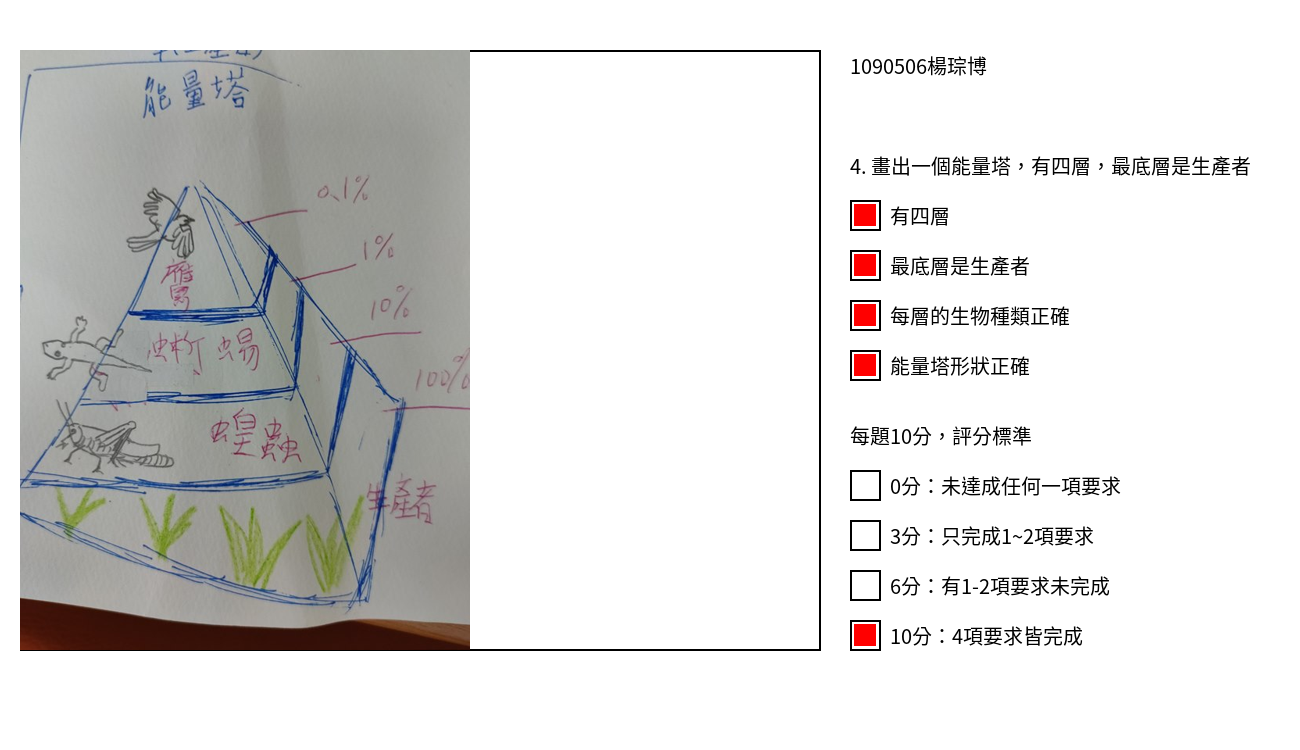 能量塔
0.1%
1%
10%
100%
鷹
蜥蜴
蝗蟲
生產者
1090506楊琮博
4. 畫出一個能量塔，有四層，最底層是生產者
有四層
最底層是生產者
每層的生物種類正確
能量塔形狀正確
每題10分，評分標準
0分：未達成任何一項要求
3分：只完成1~2項要求
6分：有1-2項要求未完成
10分：4項要求皆完成